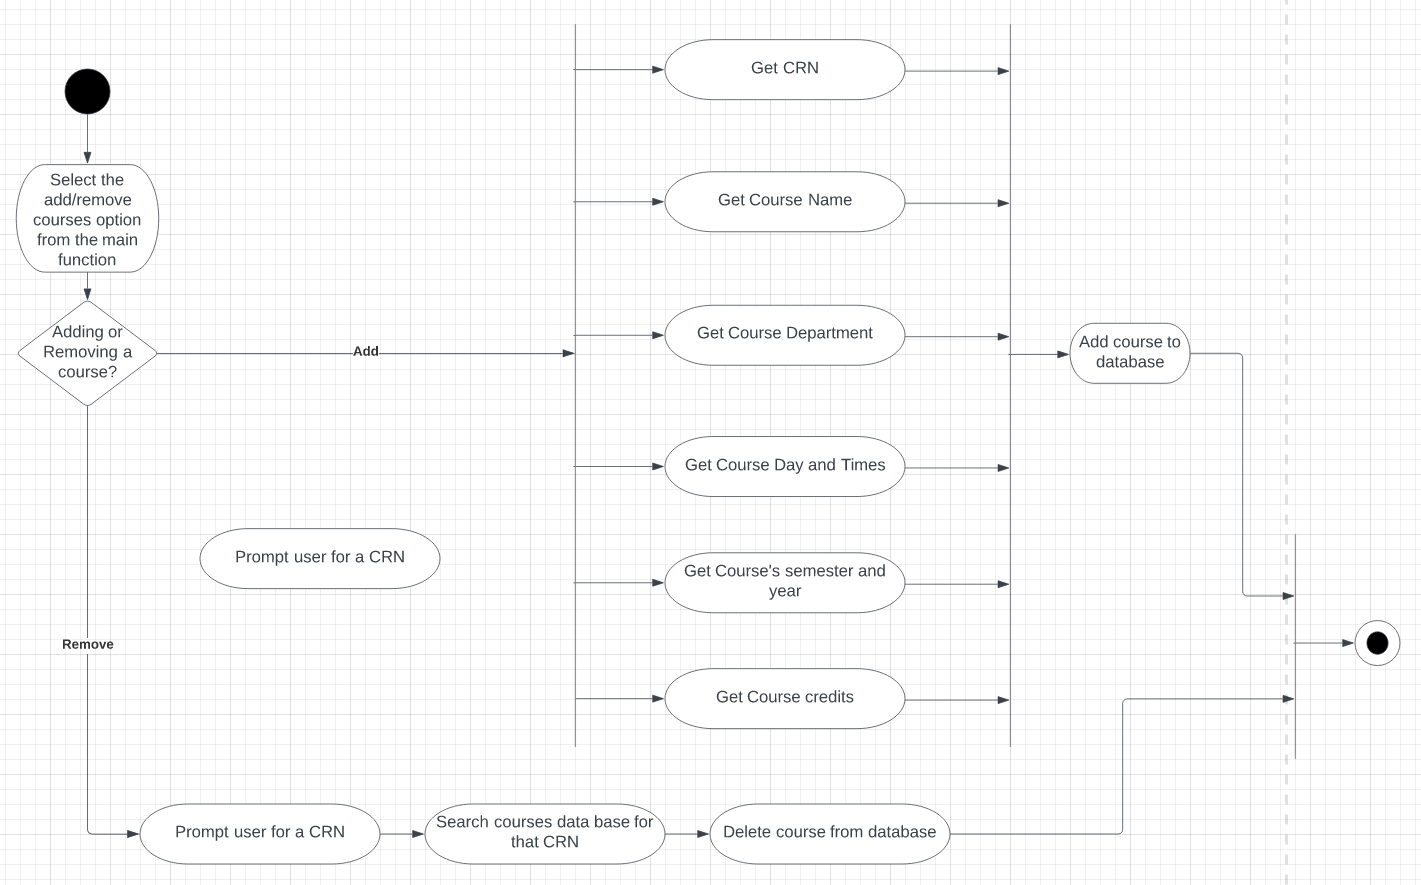 Get CRN
Select the
add/remove
courses option
from the main
function
Get Course Name
Adding or
Removing a
course?
Add
Get Course Department
Add course to
database
Get Course Day and Times
Prompt user for a CRN
Get Course's semester and
year
Remove
Get Course credits
Prompt user for a CRN
Search courses data base for
that CRN
Delete course from database